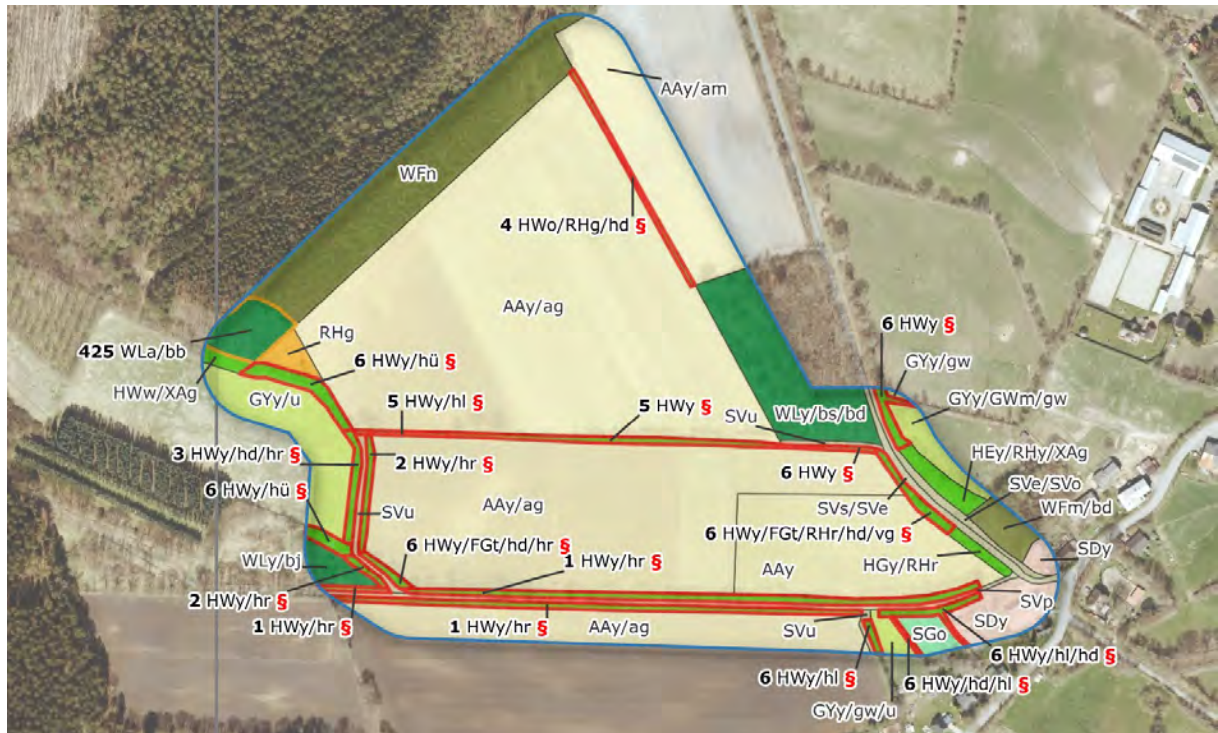 AAy/am
WFn
4 HWo/RHg/hd §
AAy/ag
RHg
425 WLa/bb
6 HWy/hü §
6 HWy §
GYy/gw
HWw/XAg
GYy/u
5 HWy/hl §
5 HWy §
SVu
WLy/bs/bd
GYy/GWm/gw
3 HWy/hd/hr §
2 HWy/hr §
6 HWy §
HEy/RHy/XAg
SVe/SVo
6 HWy/hü §
AAy/ag
SVs/SVe
WFm/bd
SVu
6 HWy/FGt/RHr/hd/vg §
6 HWy/FGt/hd/hr §
SDy
WLy/bj
1 HWy/hr §
AAy
HGy/RHr
2 HWy/hr §
SVp
1 HWy/hr §
1 HWy/hr §
AAy/ag
SVu
SGo
SDy
6 HWy/hl/hd §
6 HWy/hl §
6 HWy/hd/hl §
GYy/gw/u